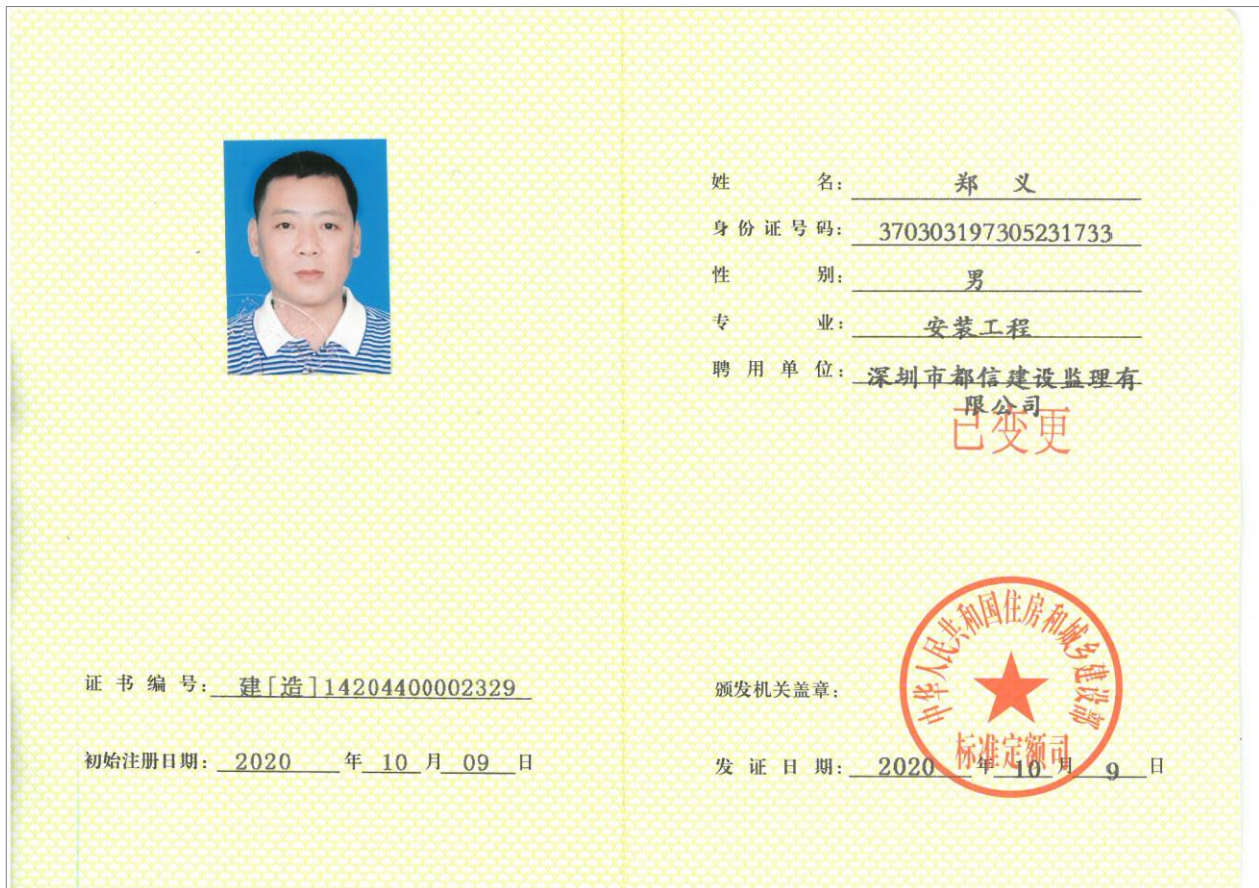 姓 名: 郑 义
身份证号码: 370303197305231733
性 别: 男
专 业: 安装工程
聘用单位: 深圳市都信建设监理有
限公司
已变更
证书编号: 建[造]14204400002329
初始注册日期: 2020 年 10 月 09 日
颁发机关盖章:
中华人民共和国住房和城乡建设部
标准定额司
发证日期: 2020 年 10 月 9 日